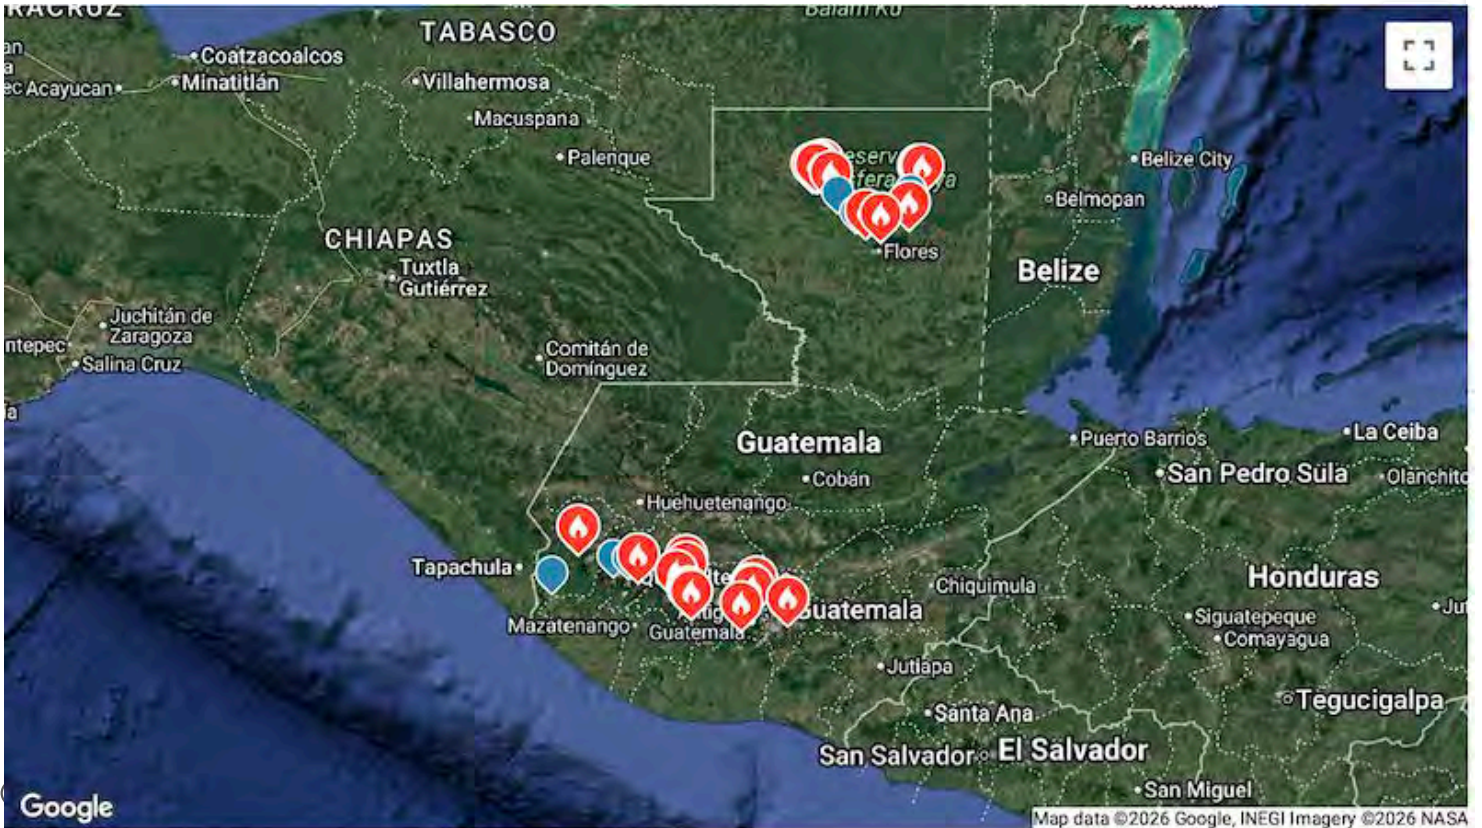 TABASCO
Coatzacoalcos
Minatitlán
Acayucan
Villahermosa
Macuspana
Palenque
Belize City
Belmopan
CHIAPAS
Tuxtla
Gutiérrez
Flores
Belize
Juchitán de
Zaragoza
Salina Cruz
Comitán de
Domínguez
Guatemala
Cobán
Puerto Barrios
La Ceiba
San Pedro Sula
Olanchito
Huehuetenango
Tapachula
Chiquimula
Honduras
Mazatenango
Guatemala
Guatemala
Siguatepeque
Comayagua
Jutiapa
Tegucigalpa
Santa Ana
San Salvador
El Salvador
San Miguel
Google
Map data ©2026 Google, INEGI Imagery ©2026 NASA